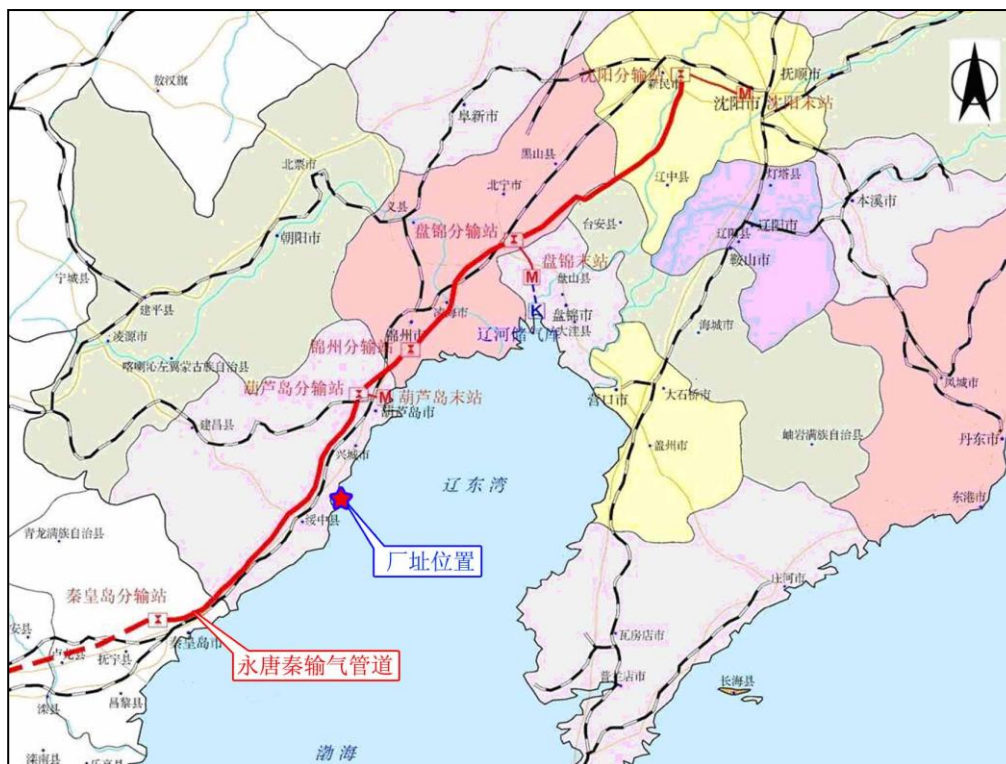 敖汉旗
阜新市
沈阳分输站
新民市
抚顺市
沈阳市
M
沈阳末站
黑山县
北票市
北宁市
辽中县
灯塔县
本溪市
义县
台安县
朝阳市
盘锦分输站
辽阳县
辽阳市
鞍山市
宁城县
盘锦末站
M
盘山县
建平县
凌海市
K
盘锦市
大洼县
辽河储气库
锦州市
海城市
凌源市
锦州分输站
喀喇沁左翼蒙古族自治县
葫芦岛分输站
M
葫芦岛末站
葫芦岛市
营口市
大石桥市
凤城市
建昌县
兴城市
盖州市
岫岩满族自治县
丹东市
辽东湾
东港市
绥中县
青龙满族自治县
厂址位置
秦皇岛分输站
庄河市
秦皇岛市
瓦房店市
卢龙县
抚宁县
永唐秦输气管道
普兰店市
长海县
昌黎县
滦县
渤海
滦南县